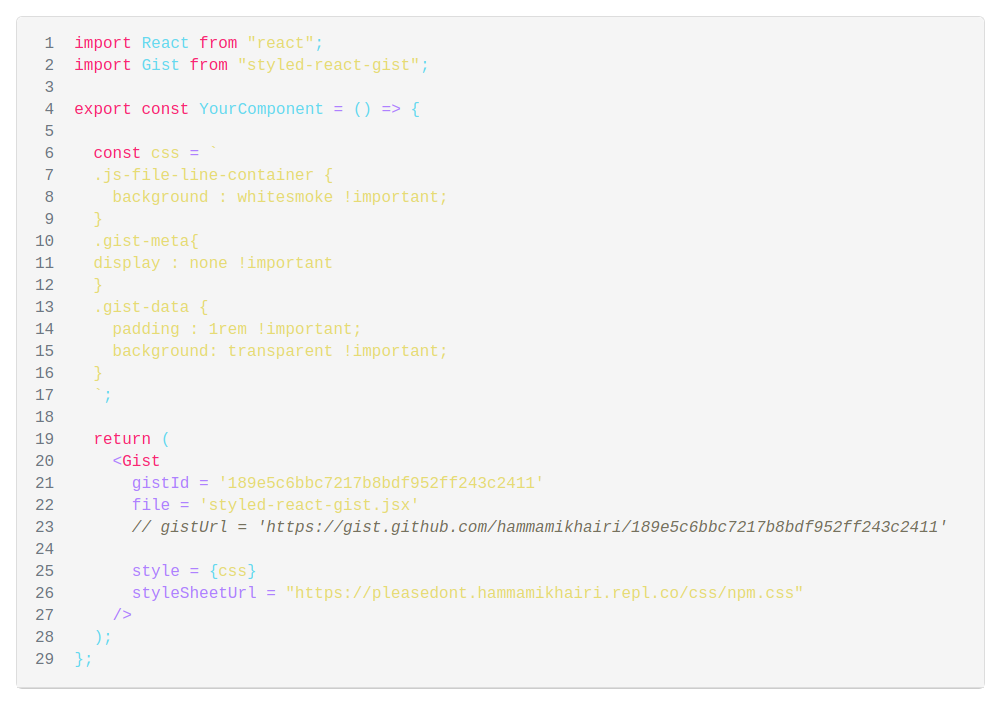 1 import React from "react";
2 import Gist from "styled-react-gist";
3
4 export const YourComponent = () => {
5
6   const css = `
7   .js-file-line-container {
8     background : whitesmoke !important;
9   }
10   .gist-meta{
11   display : none !important
12   }
13   .gist-data {
14     padding : 1rem !important;
15     background: transparent !important;
16   }
17   `;
18
19   return (
20     <Gist
21       gistId = '189e5c6bbc7217b8bdf952ff243c2411'
22       file = 'styled-react-gist.jsx'
23       // gistUrl = 'https://gist.github.com/hammamikhairi/189e5c6bbc7217b8bdf952ff243c2411'
24
25       style = {css}
26       styleSheetUrl = "https://pleasedont.hammamikhairi.repl.co/css/npm.css"
27     />
28   );
29 };